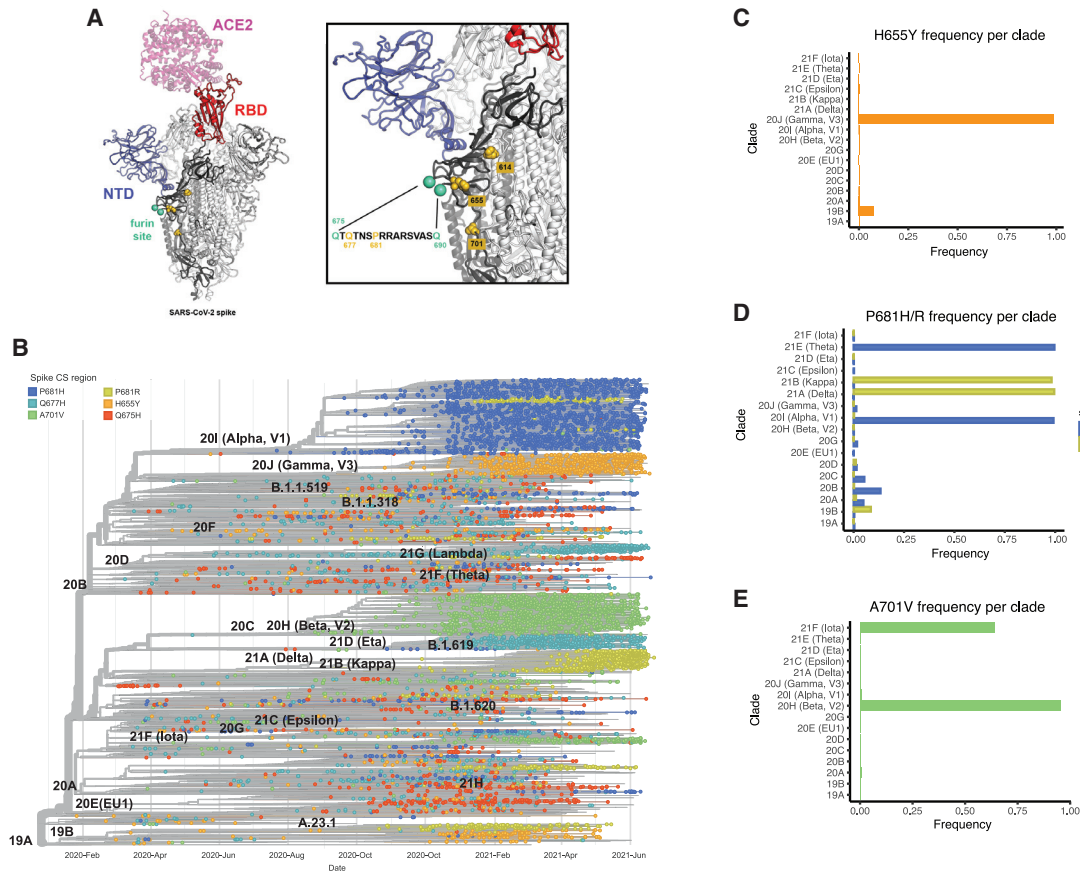 A
ACE2
RBD
NTD
furin
site
SARS-CoV-2 spike
614
655
701
675
QTQTNSPRRARSVASQ
677 681 690
B
Spike CS region
P681H P681R
Q677H H655Y
A701V Q675H
20I (Alpha, V1)
20J (Gamma, V3)
B.1.1.519
B.1.1.318
20F
20D
21G (Lambda)
21F (Theta)
20B
20C 20H (Beta, V2)
21D (Eta)
B.1.619
21A (Delta)
21B (Kappa)
B.1.620
21C (Epsilon)
20G
21F (Iota)
21H
20A
20E(EU1)
A.23.1
19B
19A
2020-Feb 2020-Apr 2020-Jun 2020-Aug 2020-Oct 2020-Oct 2021-Feb 2021-Apr 2021-Jun
Date
C
H655Y frequency per clade
21F (Iota)
21E (Theta)
21D (Eta)
21C (Epsilon)
21B (Kappa)
21A (Delta)
20J (Gamma, V3)
20I (Alpha, V1)
20H (Beta, V2)
20G
20E (EU1)
20D
20C
20B
20A
19B
19A
Clade
0.00 0.25 0.50 0.75 1.00
Frequency
D
P681H/R frequency per clade
21F (Iota)
21E (Theta)
21D (Eta)
21C (Epsilon)
21B (Kappa)
21A (Delta)
20J (Gamma, V3)
20I (Alpha, V1)
20H (Beta, V2)
20G
20E (EU1)
20D
20C
20B
20A
19B
19A
Clade
0.00 0.25 0.50 0.75 1.00
Frequency
E
A701V frequency per clade
21F (Iota)
21E (Theta)
21D (Eta)
21C (Epsilon)
21A (Delta)
20J (Gamma, V3)
20I (Alpha, V1)
20H (Beta, V2)
20G
20E (EU1)
20D
20C
20B
20A
19B
19A
Clade
0.00 0.25 0.50 0.75 1.00
Frequency